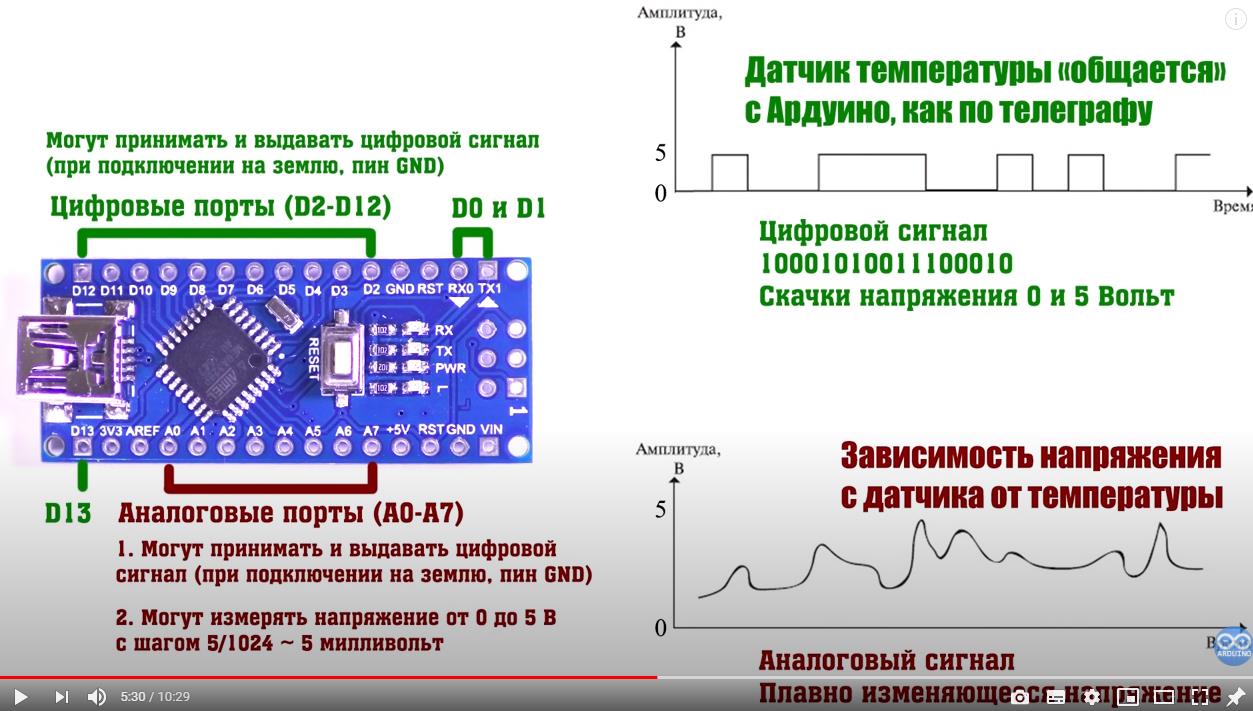 Амплитуда,
В
Датчик температуры «общается»
с Ардуино, как по телеграфу
5
0
Время
Цифровой сигнал
10001010011100010
Скачки напряжения 0 и 5 Вольт
Могут принимать и выдавать цифровой сигнал
(при подключении на землю, пин GND)
Цифровые порты (D2-D12)
D0 и D1
D12 D11 D10 D9 D8 D7 D6 D5 D4 D3 D2 GND RST RX0 TX1
RESET
RX
TX
PWR
L
1
D13 3V3 AREF A0 A1 A2 A3 A4 A5 A6 A7 +5V RST GND VIN
D13
Аналоговые порты (A0-A7)
1. Могут принимать и выдавать цифровой
сигнал (при подключении на землю, пин GND)
2. Могут измерять напряжение от 0 до 5 В
с шагом 5/1024 ~ 5 милливольт
Амплитуда,
В
Зависимость напряжения
с датчика от температуры
5
0
В
ARDUINO
Аналоговый сигнал
Плавно изменяющееся напряжение
5:30 / 10:29